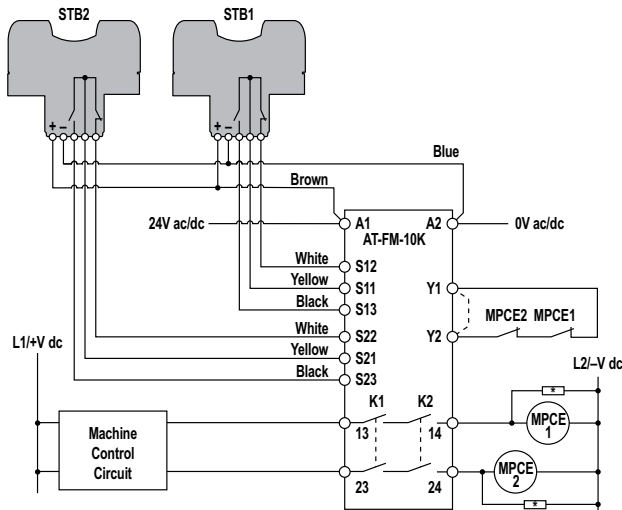 STB2
STB1
+ –
+ –
Blue
Brown
24V ac/dc
A1
A2
0V ac/dc
AT-FM-10K
White
S12
Yellow
S11
Y1
Black
S13
MPCE2 MPCE1
White
S22
Y2
L1/+V dc
Yellow
S21
L2/–V dc
Black
S23
*
K1
K2
13
14
MPCE
1
Machine
Control
Circuit
23
24
MPCE
2
*